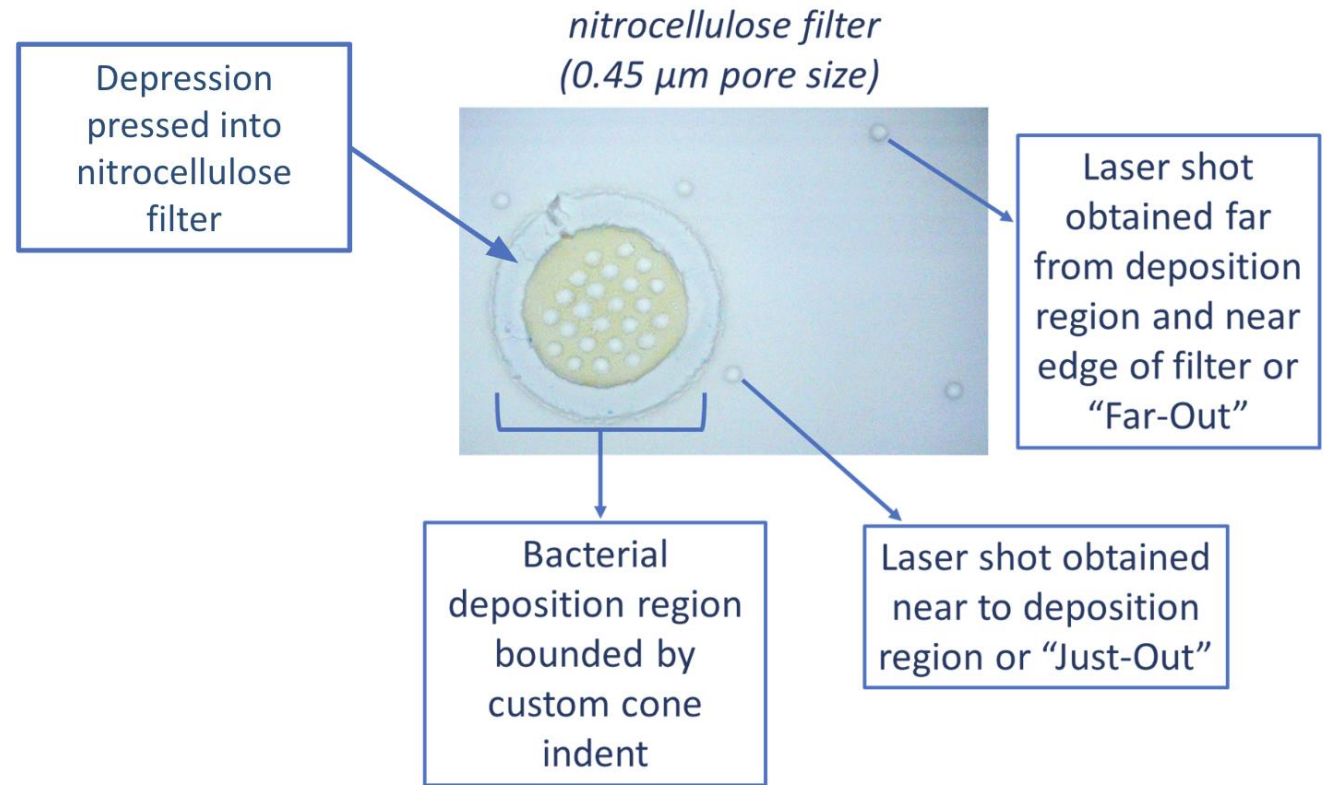 nitrocellulose filter
(0.45 µm pore size)
Depression
pressed into
nitrocellulose
filter
Laser shot
obtained far
from deposition
region and near
edge of filter or
“Far-Out”
Bacterial
deposition region
bounded by
custom cone
indent
Laser shot obtained
near to deposition
region or “Just-Out”